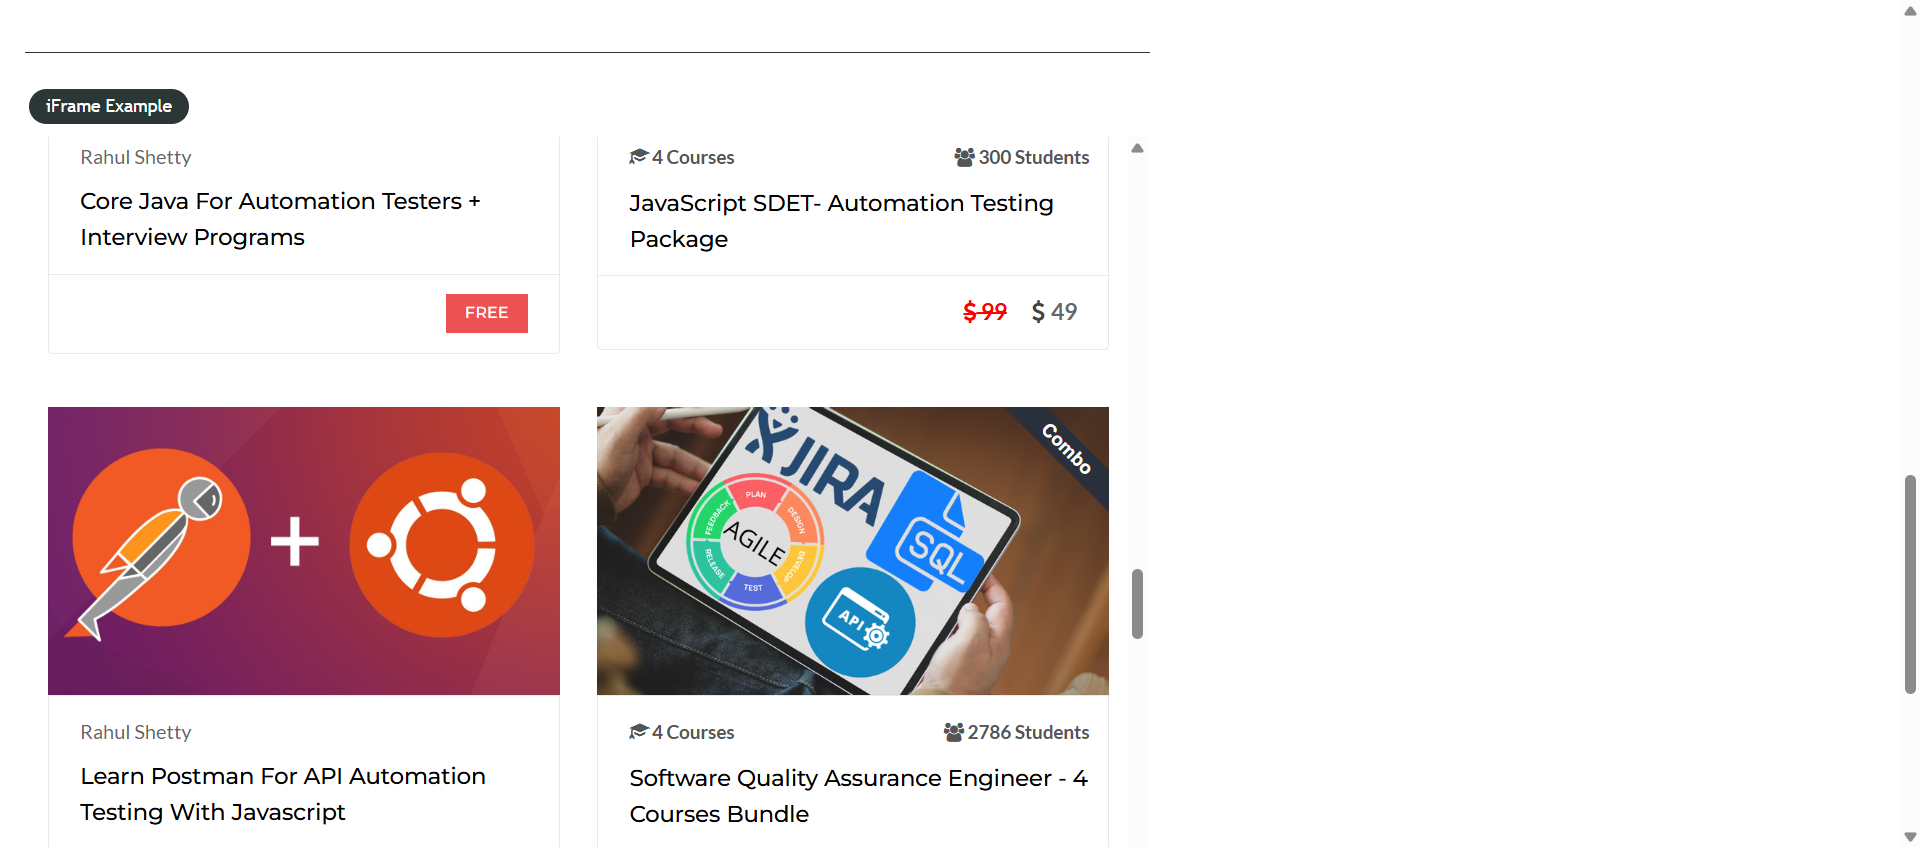 iFrame Example
Rahul Shetty
Core Java For Automation Testers +
Interview Programs
FREE
4 Courses
300 Students
JavaScript SDET- Automation Testing
Package
$ 99 $ 49
Rahul Shetty
Learn Postman For API Automation
Testing With Javascript
Combo
JIRA
SQL
PLAN
DESIGN
DEVELOP
TEST
RELEASE
FEEDBACK
AGILE
API
4 Courses
2786 Students
Software Quality Assurance Engineer - 4
Courses Bundle